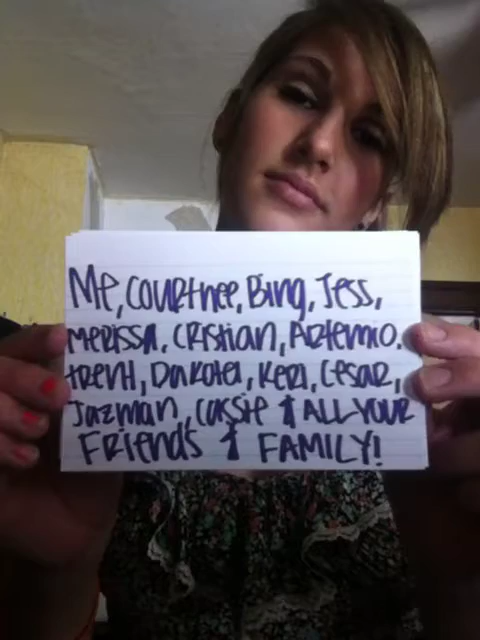 Me, Courtnee, Bing, Jess,
Merissa, Cristian, Artemio,
Trent, Dakota, Keri, Cesar,
Jazman, Cassie & ALL YOUR
Friends & FAMILY!